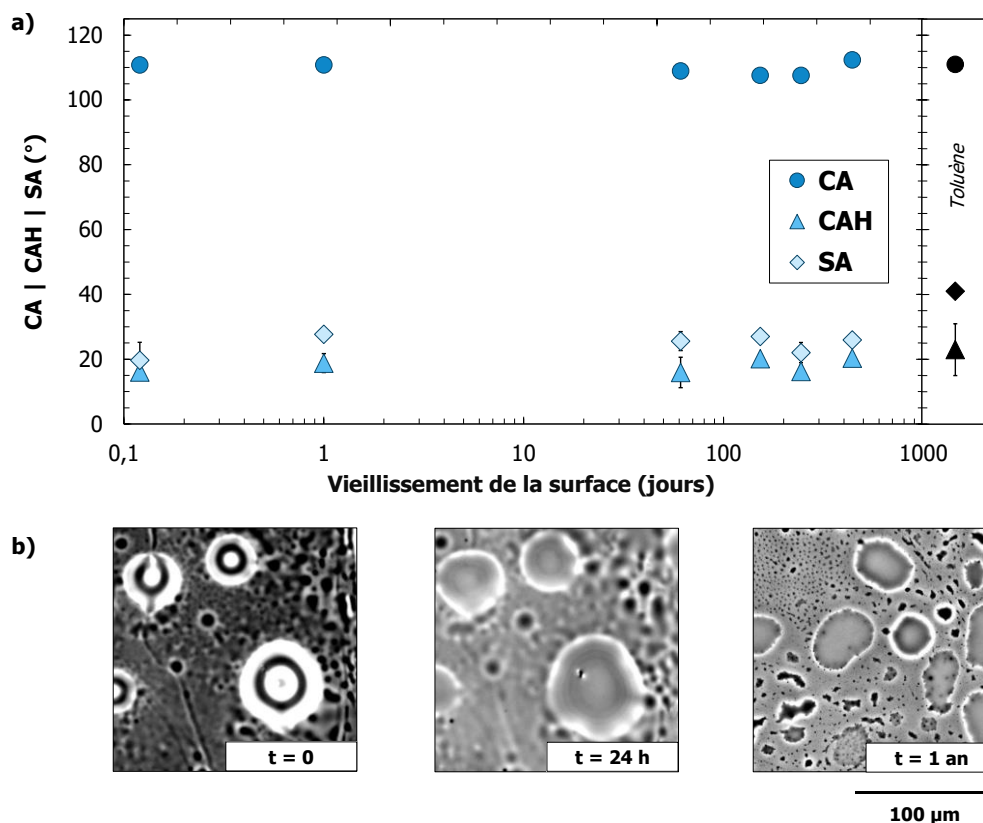 a)
120
100
80
60
40
20
0
CA | CAH | SA (°)
CA
CAH
SA
Toluène
0,1
1
10
100
1000
Vieillissement de la surface (jours)
b)
t = 0
t = 24 h
t = 1 an
100 µm